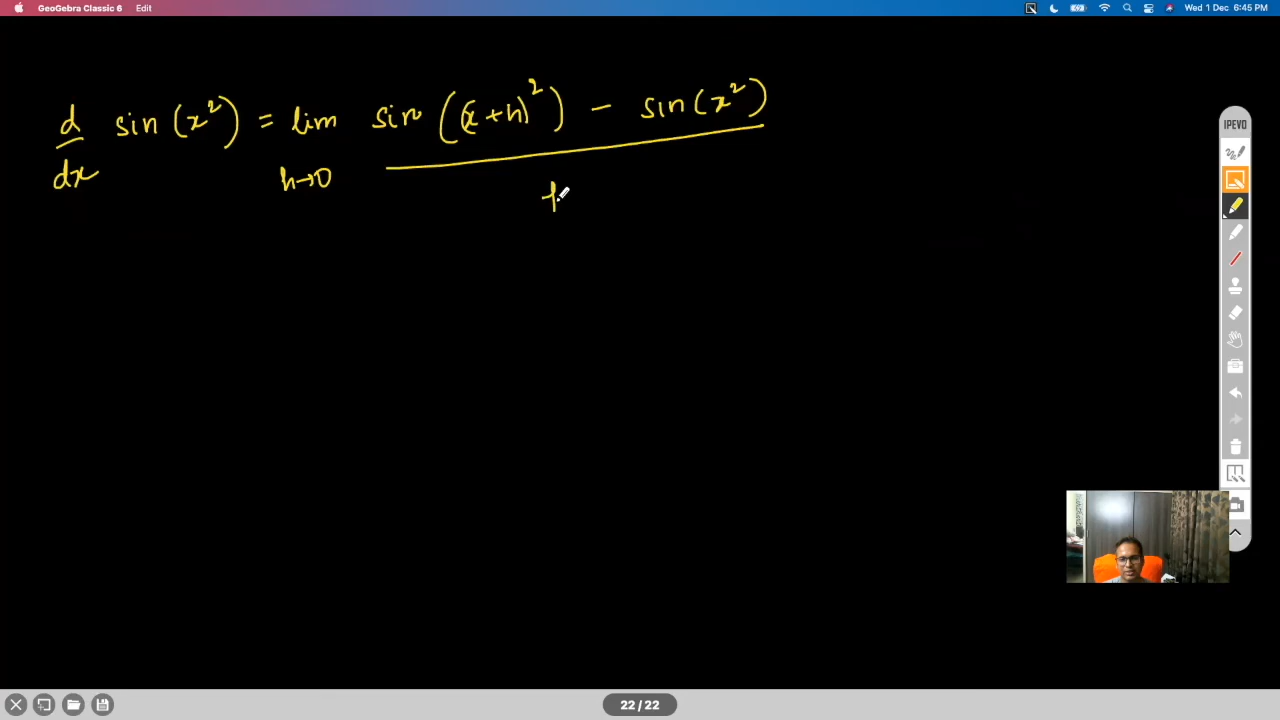 GeoGebra Classic 6 Edit Wed 1 Dec 6:45 PM
d/dx sin (x²) = lim h→0 sin ((x+h)²) − sin (x²)
IPEVO
22 / 22